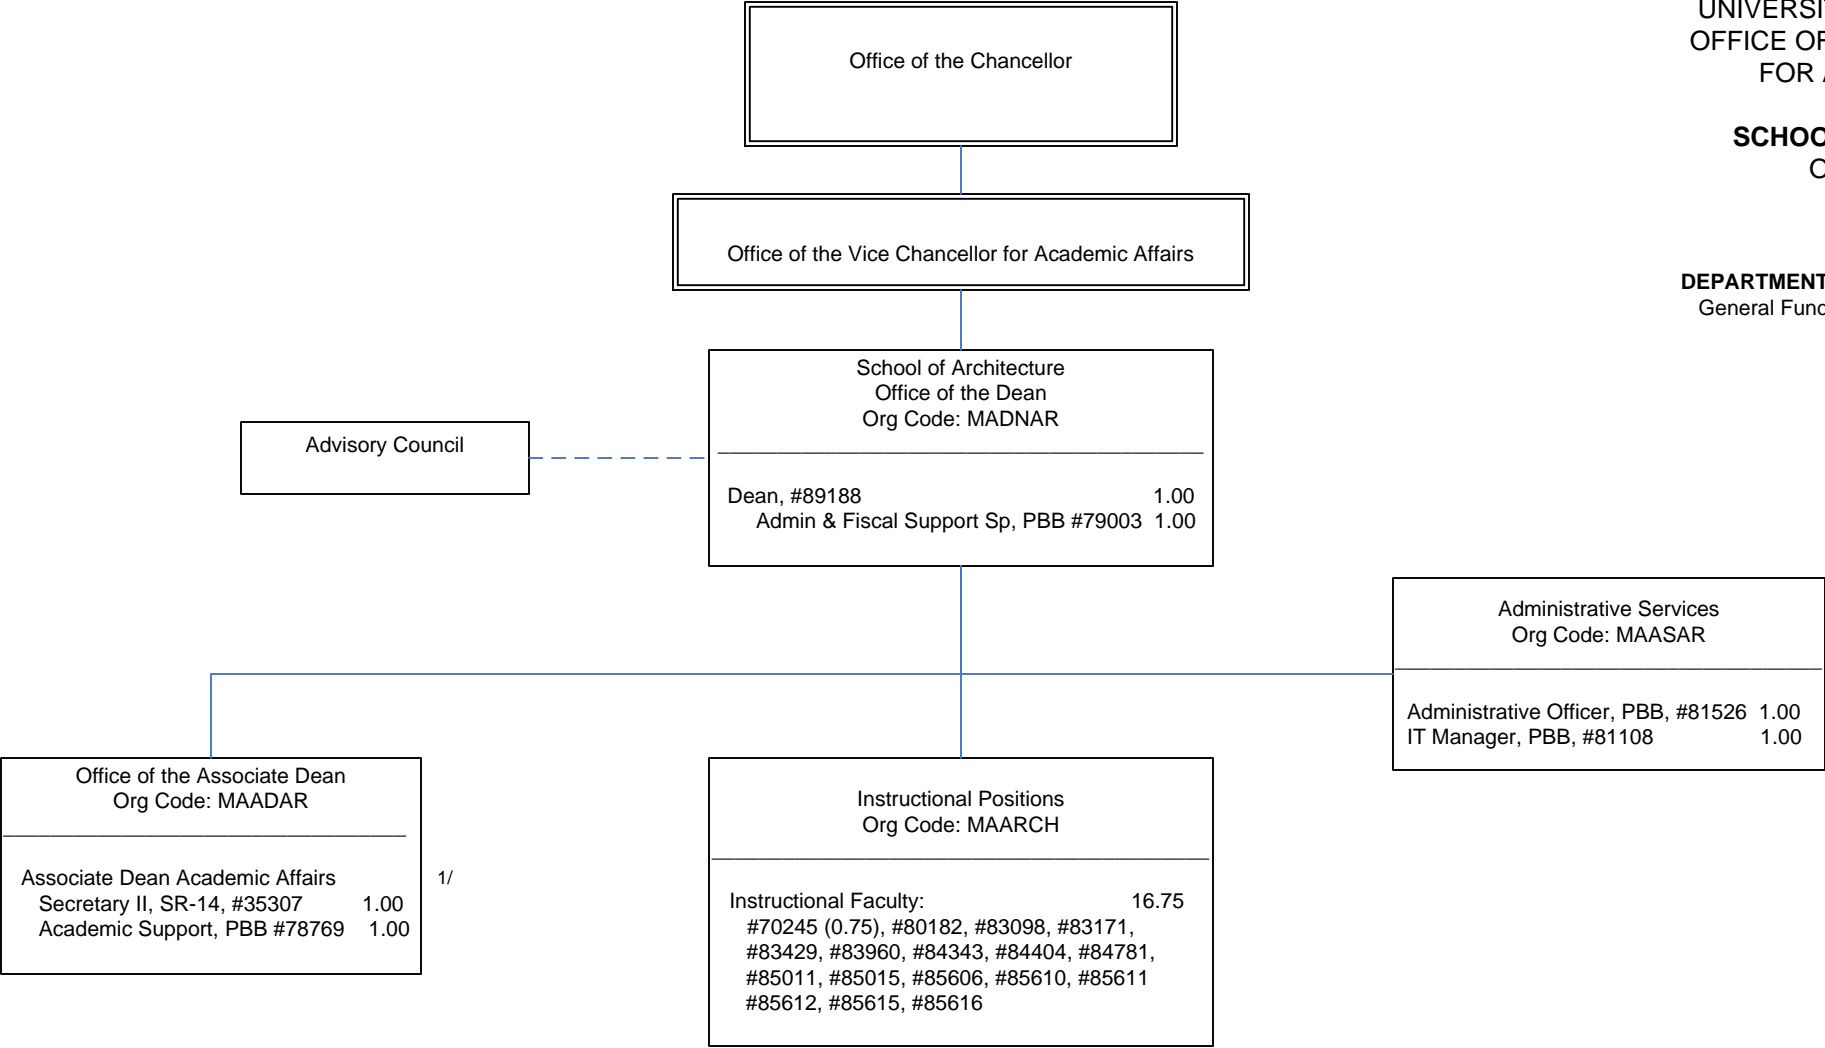 Office of the Chancellor
UNIVERSI
OFFICE OF
FOR
SCHOO
Office of the Vice Chancellor for Academic Affairs
DEPARTMENT
General Fund
School of Architecture
Office of the Dean
Org Code: MADNAR
Dean, #89188 1.00
Admin & Fiscal Support Sp, PBB #79003 1.00
Advisory Council
Administrative Services
Org Code: MAASAR
Administrative Officer, PBB, #81526 1.00
IT Manager, PBB, #81108 1.00
Office of the Associate Dean
Org Code: MAADAR
Associate Dean Academic Affairs 1/
Secretary II, SR-14, #35307 1.00
Academic Support, PBB #78769 1.00
Instructional Positions
Org Code: MAARCH
Instructional Faculty: 16.75
#70245 (0.75), #80182, #83098, #83171,
#83429, #83960, #84343, #84404, #84781,
#85011, #85015, #85606, #85610, #85611
#85612, #85615, #85616